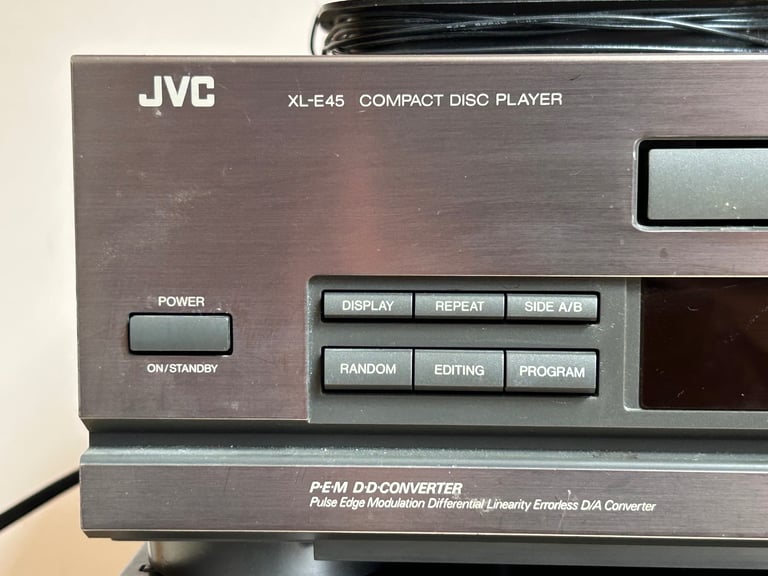 JVC
XL-E45 COMPACT DISC PLAYER
POWER
ON/STANDBY
DISPLAY REPEAT SIDE A/B
RANDOM EDITING PROGRAM
P·E·M D·D·CONVERTER
Pulse Edge Modulation Differential Linearity Errorless D/A Converter